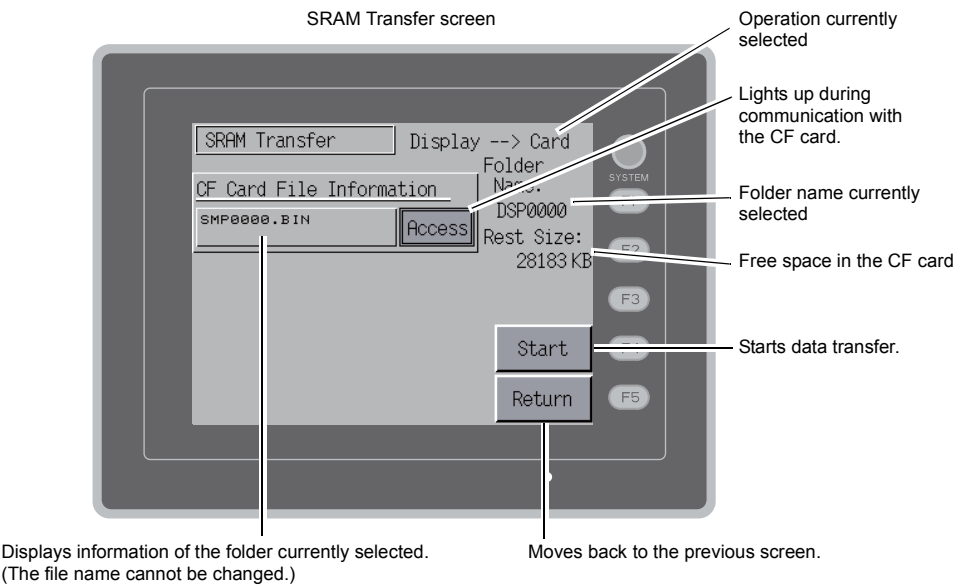 SRAM Transfer screen
Operation currently
selected
Lights up during
communication with
the CF card.
SRAM Transfer
Display --> Card
Folder
Name:
DSP0000
CF Card File Information
SMP0000.BIN
Access
Rest Size:
28183 KB
SYSTEM
F1
F2
F3
F4
F5
Folder name currently
selected
Free space in the CF card
Start
Starts data transfer.
Return
Displays information of the folder currently selected.
(The file name cannot be changed.)
Moves back to the previous screen.